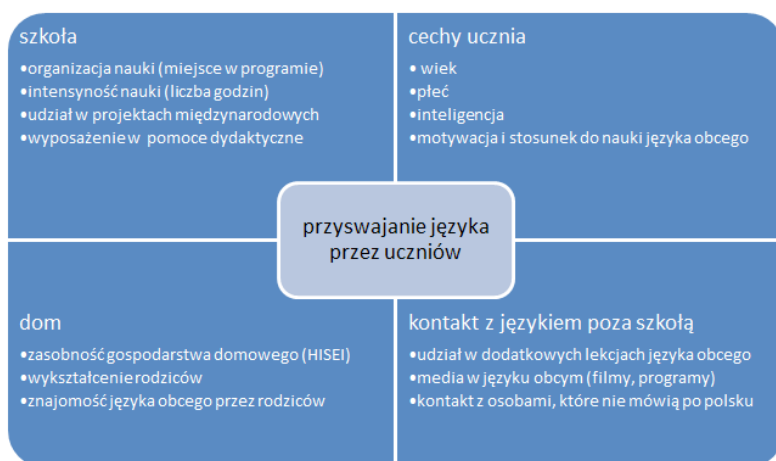 szkoła
•organizacja nauki (miejsce w programie)
•intensyność nauki (liczba godzin)
•udział w projektach międzynarodowych
•wyposażenie w pomoce dydaktyczne
cechy ucznia
• wiek
•płeć
•inteligencja
•motywacja i stosunek do nauki języka obcego
przyswajanie języka
przez uczniów
dom
•zasobność gospodarstwa domowego (HISEI)
•wykształcenie rodziców
•znajomość języka obcego przez rodziców
kontakt z językiem poza szkołą
•udział w dodatkowych lekcjach języka obcego
•media w języku obcym (filmy, programy)
•kontakt z osobami, które nie mówią po polsku